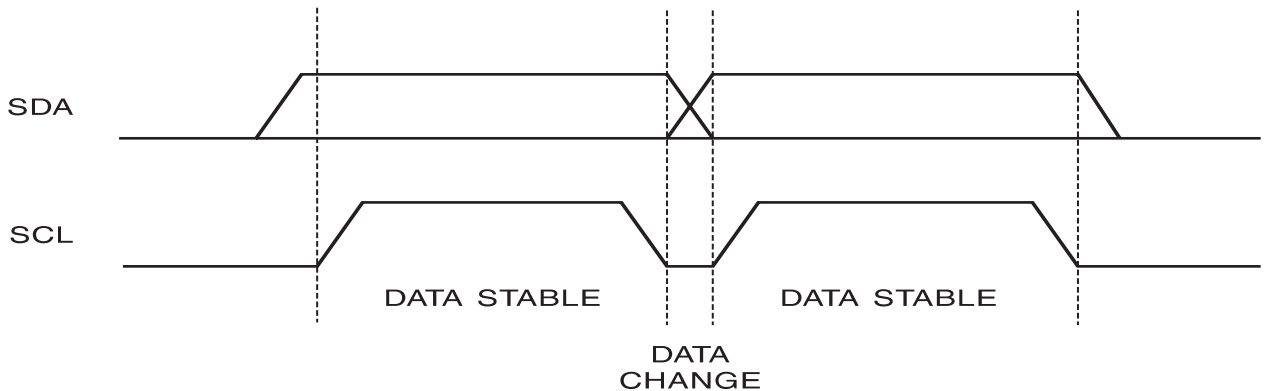 SDA
SCL
DATA STABLE
DATA STABLE
DATA
CHANGE